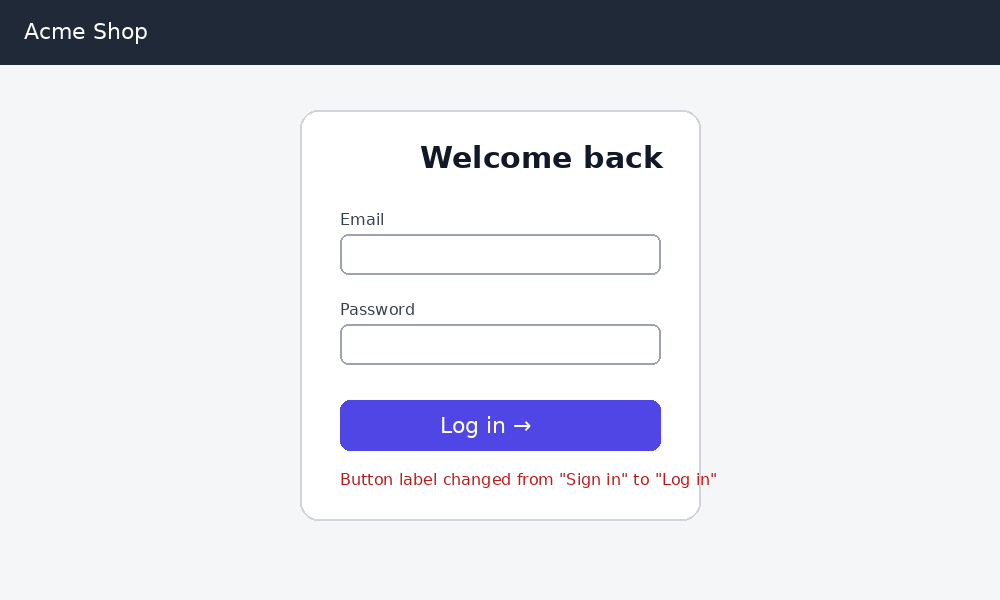 Acme Shop
Welcome back
Email
Password
Log in →
Button label changed from "Sign in" to "Log in"